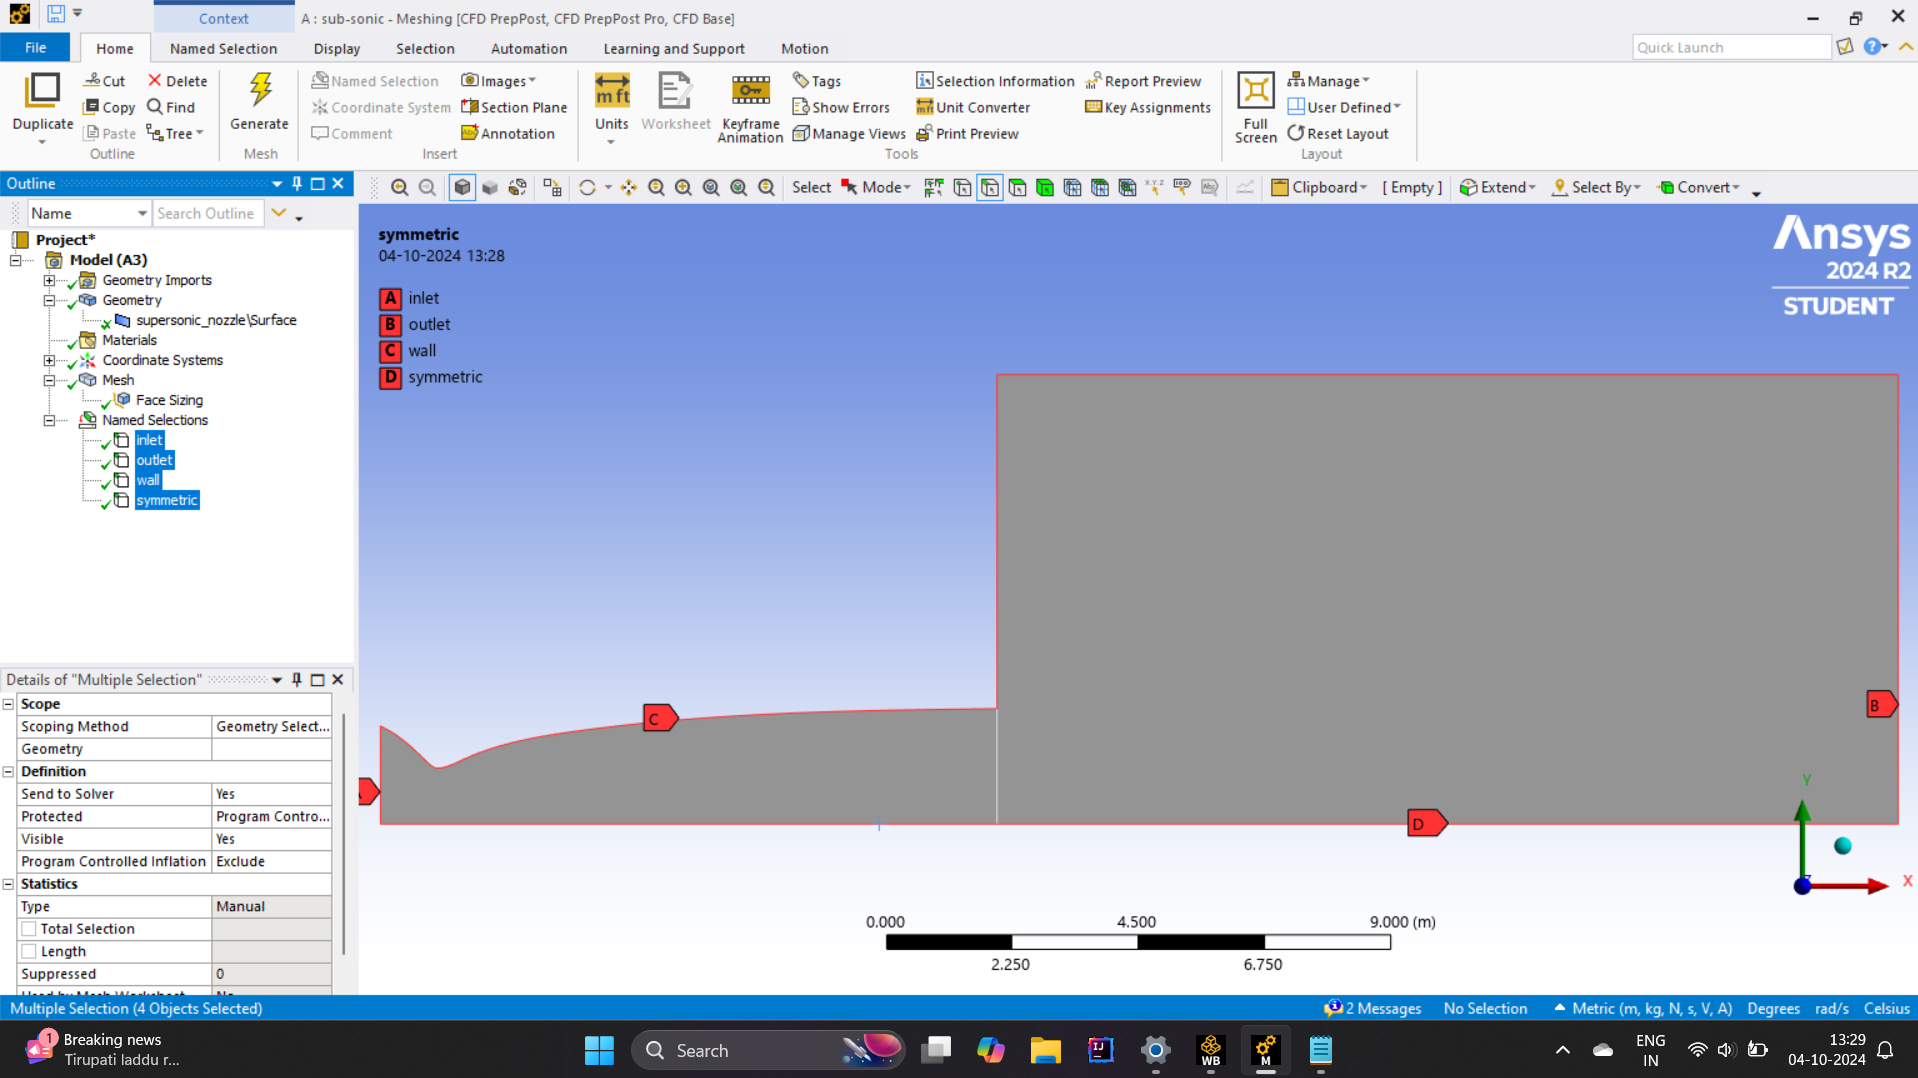 Context
A : sub-sonic - Meshing [CFD PrepPost, CFD PrepPost Pro, CFD Base]
File
Home
Named Selection
Display
Selection
Automation
Learning and Support
Motion
Quick Launch
Duplicate
Cut
Copy
Paste
Delete
Find
Tree
Outline
Generate
Mesh
Named Selection
Coordinate System
Comment
Images
Section Plane
Annotation
Insert
m ft
Units
Worksheet
Keyframe
Animation
Tags
Show Errors
Manage Views
Selection Information
Unit Converter
Print Preview
Report Preview
Key Assignments
Tools
Full
Screen
Manage
User Defined
Reset Layout
Layout
Outline
Name
Search Outline
Select
Mode
Clipboard
[ Empty ]
Extend
Select By
Convert
Project*
Model (A3)
Geometry Imports
Geometry
supersonic_nozzle\Surface
Materials
Coordinate Systems
Mesh
Face Sizing
Named Selections
inlet
outlet
wall
symmetric
symmetric
04-10-2024 13:28
A inlet
B outlet
C wall
D symmetric
Ansys
2024 R2
STUDENT
C
B
D
Y
X
0.000
4.500
9.000 (m)
2.250
6.750
Details of "Multiple Selection"
Scope
Scoping Method Geometry Select...
Geometry
Definition
Send to Solver Yes
Protected Program Contro...
Visible Yes
Program Controlled Inflation Exclude
Statistics
Type Manual
Total Selection
Length
Suppressed 0
Multiple Selection (4 Objects Selected)
2 Messages
No Selection
Metric (m, kg, N, s, V, A)
Degrees
rad/s
Celsius
1
Breaking news
Tirupati laddu r...
Search
IJ
WB
M
ENG
IN
13:29
04-10-2024